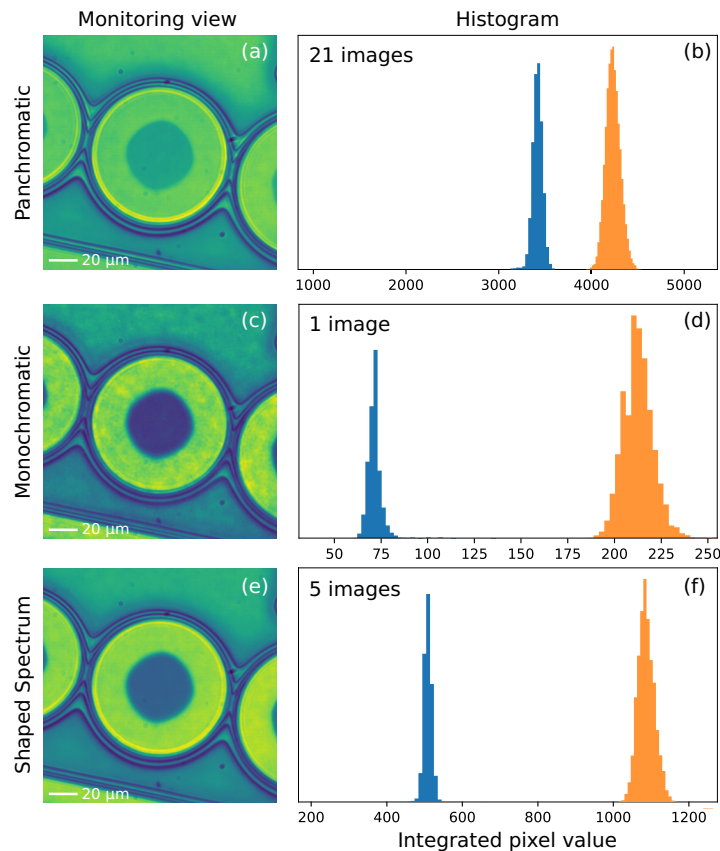 Monitoring view
Histogram
Panchromatic
(a)
20 µm
21 images
(b)
1000 2000 3000 4000 5000
Monochromatic
(c)
20 µm
1 image
(d)
50 75 100 125 150 175 200 225 250
Shaped Spectrum
(e)
20 µm
5 images
(f)
200 400 600 800 1000 1200
Integrated pixel value